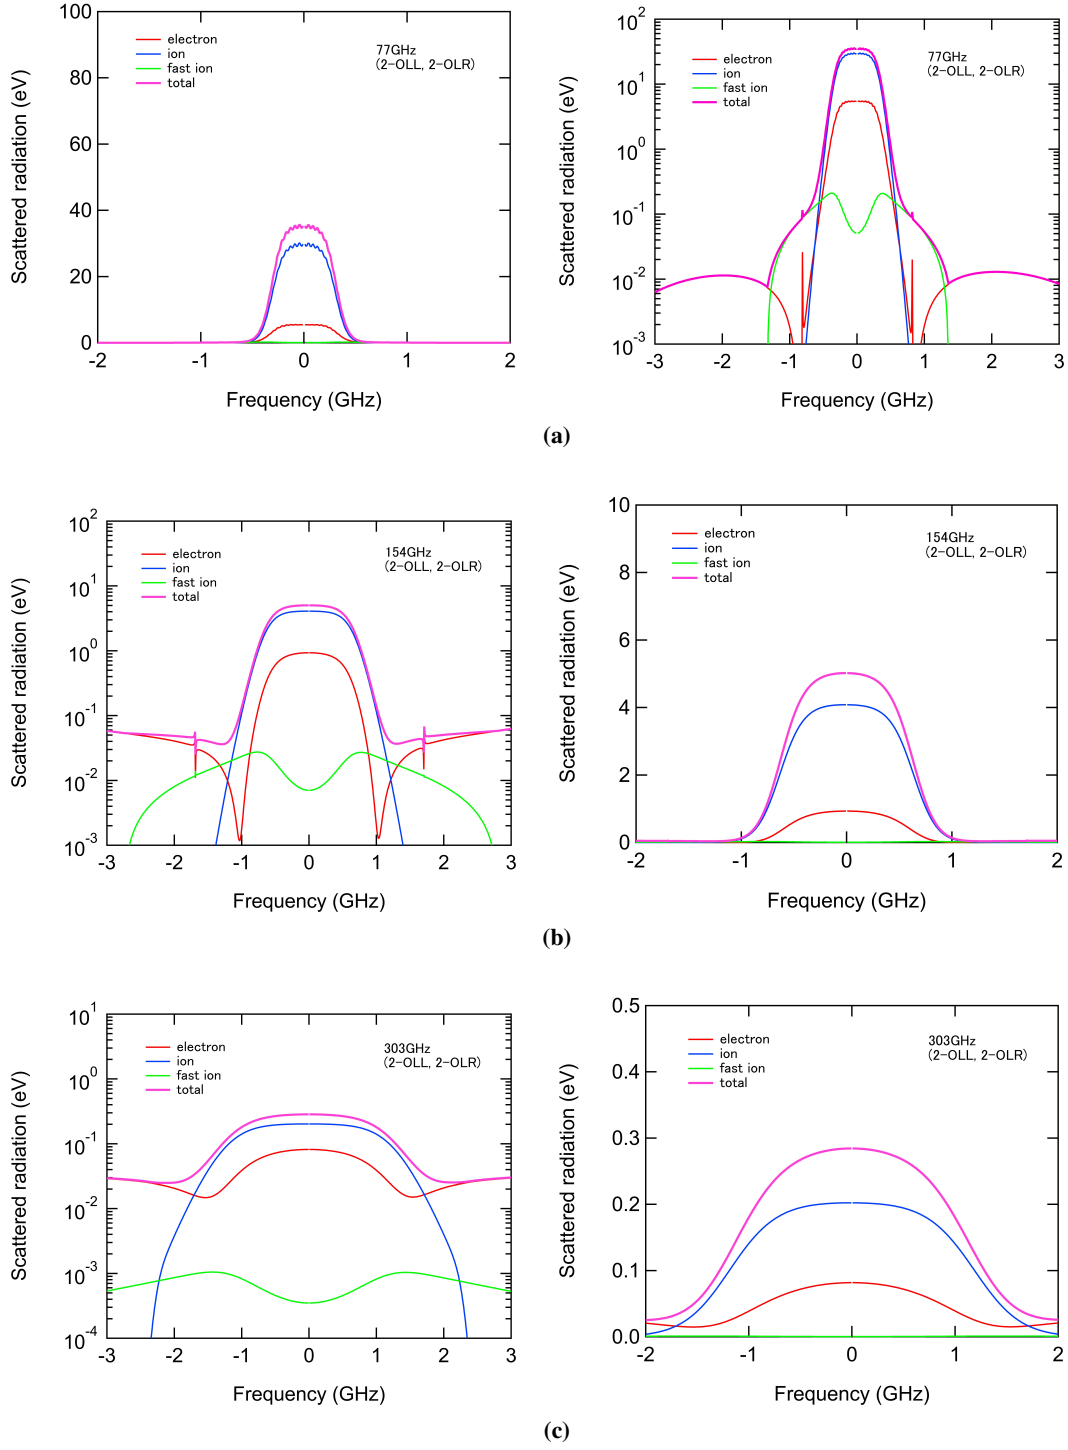 100
80
60
40
20
0
-2
-1
0
1
2
Scattered radiation (eV)
Frequency (GHz)
electron
ion
fast ion
total
77GHz
(2-OLL, 2-OLR)
10^2
10^1
10^0
10^-1
10^-2
10^-3
-3
-2
-1
0
1
2
3
Scattered radiation (eV)
Frequency (GHz)
electron
ion
fast ion
total
77GHz
(2-OLL, 2-OLR)
(a)
10^2
10^1
10^0
10^-1
10^-2
10^-3
-3
-2
-1
0
1
2
3
Scattered radiation (eV)
Frequency (GHz)
electron
ion
fast ion
total
154GHz
(2-OLL, 2-OLR)
10
8
6
4
2
0
-2
-1
0
1
2
Scattered radiation (eV)
Frequency (GHz)
electron
ion
fast ion
total
154GHz
(2-OLL, 2-OLR)
(b)
10^1
10^0
10^-1
10^-2
10^-3
10^-4
-3
-2
-1
0
1
2
3
Scattered radiation (eV)
Frequency (GHz)
electron
ion
fast ion
total
303GHz
(2-OLL, 2-OLR)
0.5
0.4
0.3
0.2
0.1
0.0
-2
-1
0
1
2
Scattered radiation (eV)
Frequency (GHz)
electron
ion
fast ion
total
303GHz
(2-OLL, 2-OLR)
(c)